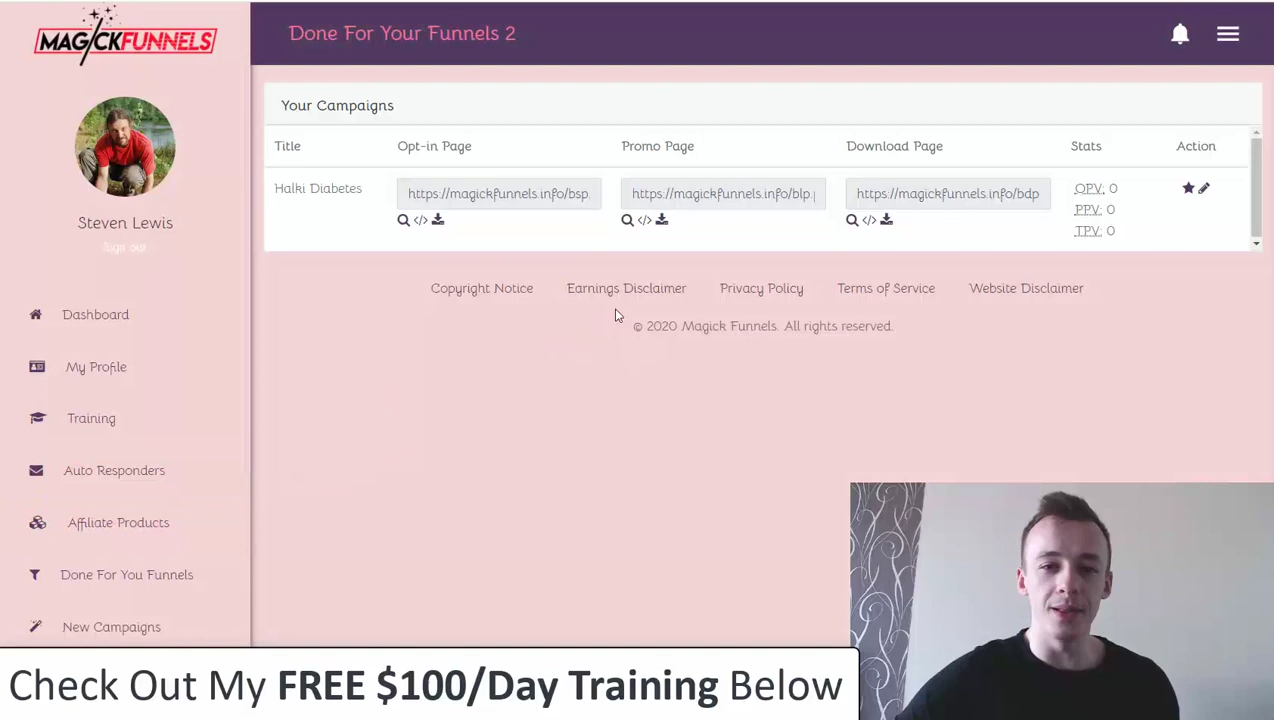 MAGICKFUNNELS
Done For Your Funnels 2
Steven Lewis
Sign out
Dashboard
My Profile
Training
Auto Responders
Affiliate Products
Done For You Funnels
New Campaigns
Your Campaigns
Title Opt-in Page Promo Page Download Page Stats Action
Halki Diabetes https://magickfunnels.info/bsp. https://magickfunnels.info/blp. https://magickfunnels.info/bdp OPV: 0
PPV: 0
TPV: 0
Copyright Notice Earnings Disclaimer Privacy Policy Terms of Service Website Disclaimer
© 2020 Magick Funnels. All rights reserved.
Check Out My FREE $100/Day Training Below